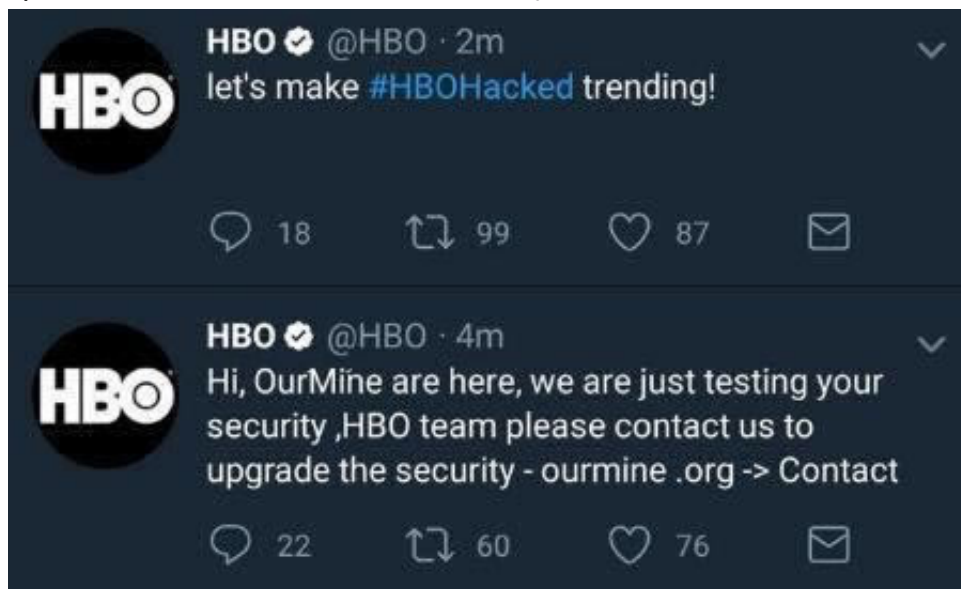 HBO @HBO · 2m
HBO
let's make #HBOHacked trending!
18 99 87
HBO @HBO · 4m
HBO
Hi, OurMine are here, we are just testing your
security ,HBO team please contact us to
upgrade the security - ourmine .org -> Contact
22 60 76